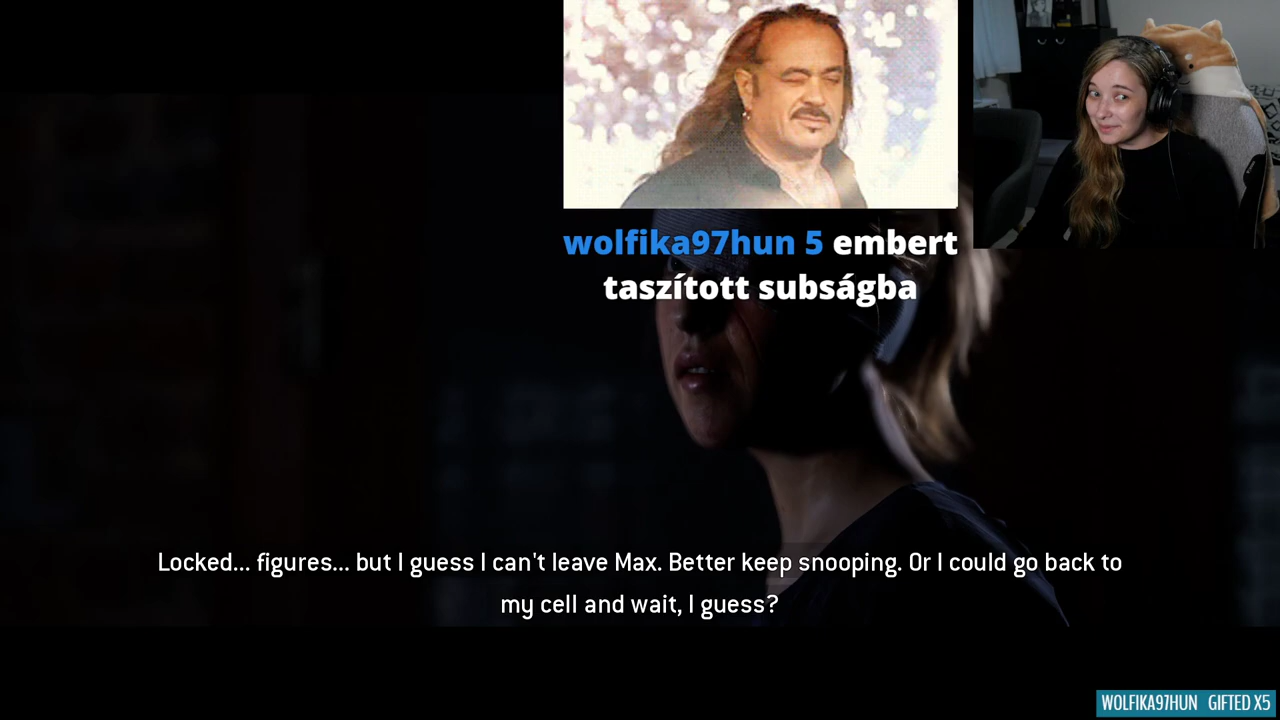 wolfika97hun 5 embert
taszított subságba
Locked... figures... but I guess I can't leave Max. Better keep snooping. Or I could go back to
my cell and wait, I guess?
WOLFIKA97HUN GIFTED X5